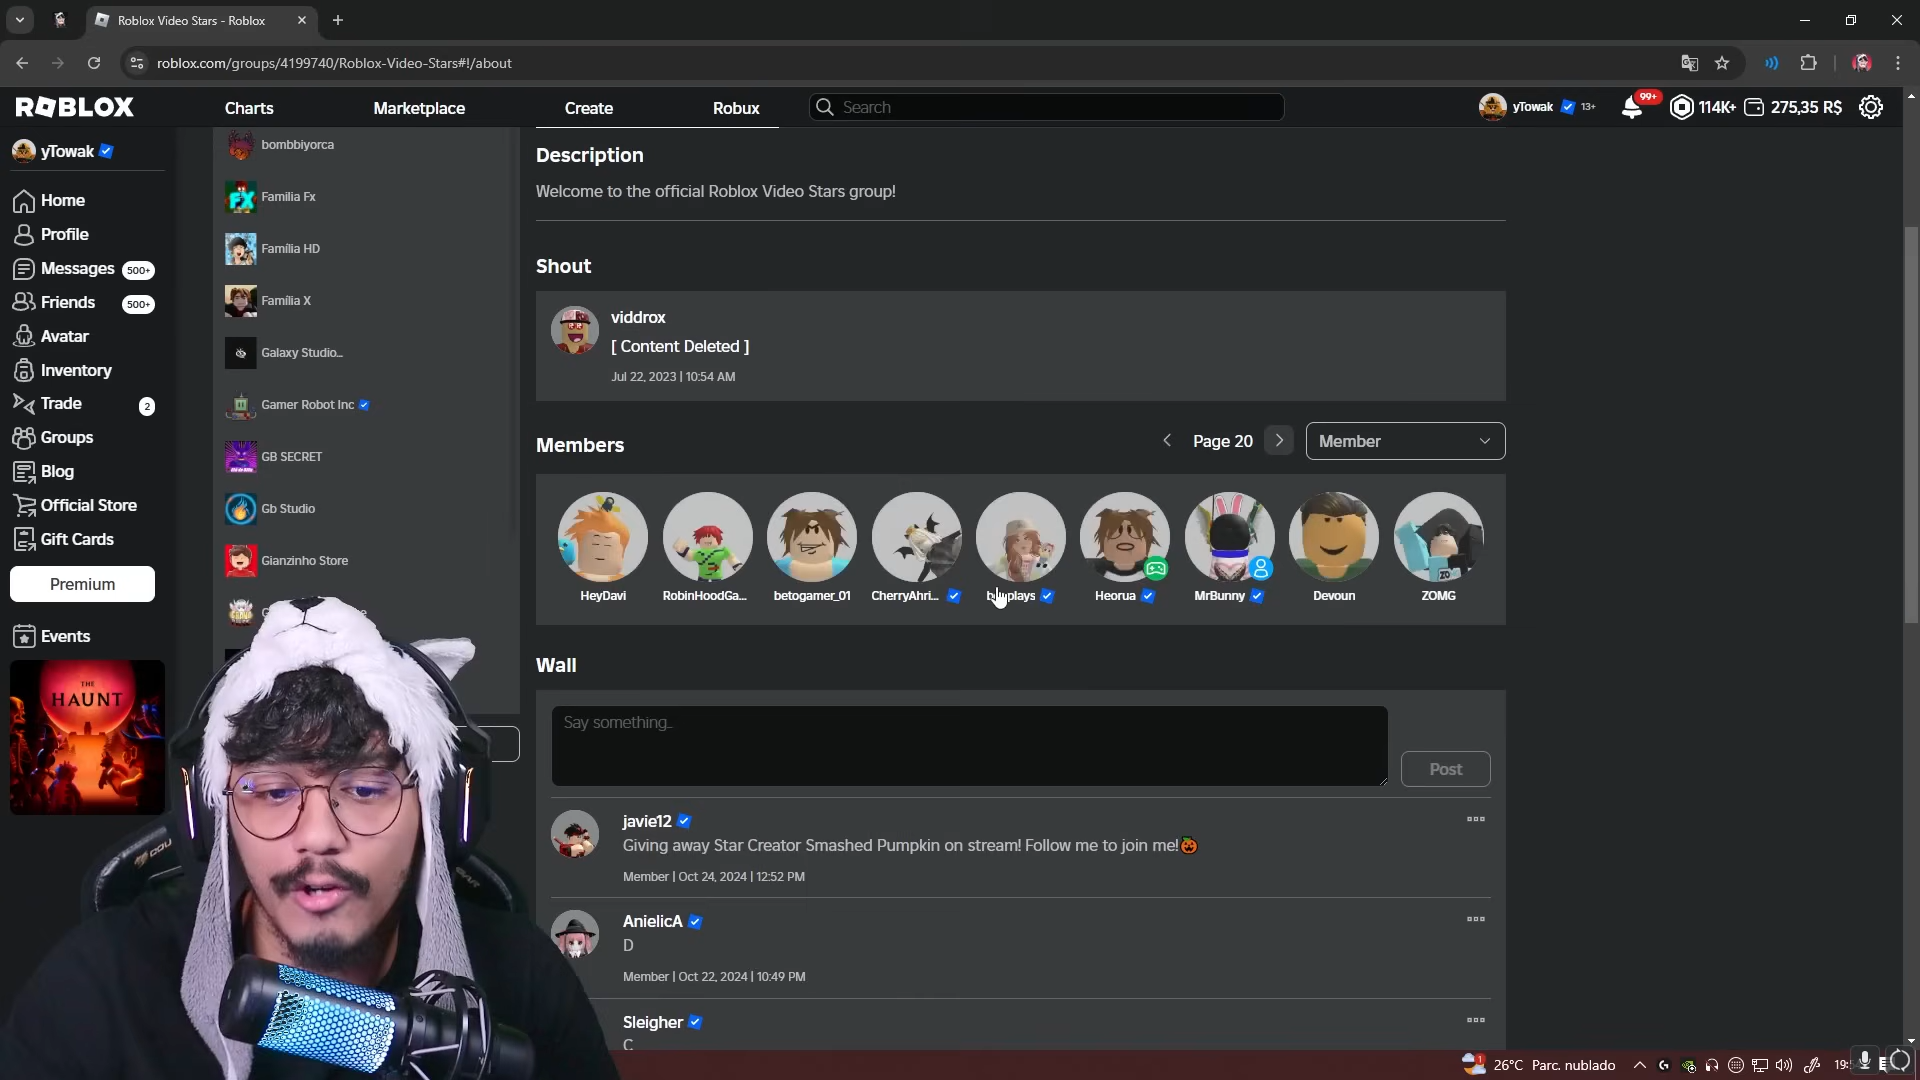 Roblox Video Stars - Roblox
roblox.com/groups/4199740/Roblox-Video-Stars#!/about
ROBLOX
Charts
Marketplace
Create
Robux
Search
yTowak
13+
99+
114K+
275,35 R$
yTowak
Home
Profile
Messages 500+
Friends 500+
Avatar
Inventory
Trade 2
Groups
Blog
Official Store
Gift Cards
Premium
Events
THE
HAUNT
bombbiyorca
FX
Familia Fx
Família HD
Família X
Galaxy Studio...
Gamer Robot Inc
GB SECRET
Gb Studio
Gianzinho Store
Description
Welcome to the official Roblox Video Stars group!
Shout
viddrox
[ Content Deleted ]
Jul 22, 2023 | 10:54 AM
Members
Page 20
Member
HeyDavi
RobinHoodGa...
betogamer_01
CherryAhri...
Heorua
MrBunny
Devoun
ZOMG
Wall
Say something...
Post
javie12
Giving away Star Creator Smashed Pumpkin on stream! Follow me to join me!🎃
Member | Oct 24, 2024 | 12:52 PM
AnielicA
D
Member | Oct 22, 2024 | 10:49 PM
Sleigher
C
26°C Parc. nublado